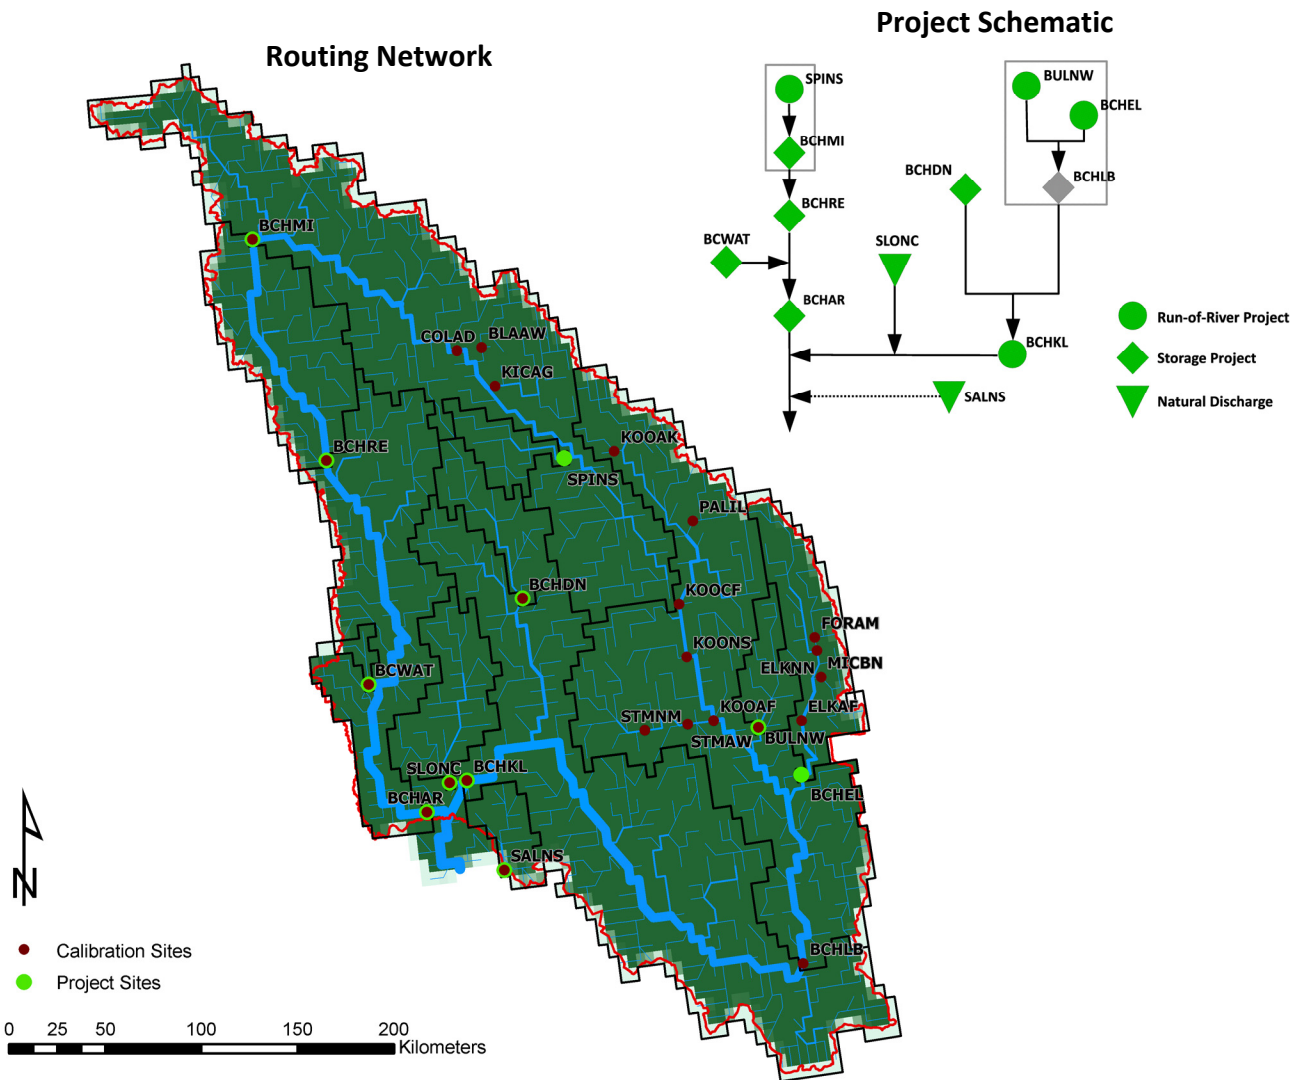 Project Schematic
Routing Network
SPINS
BULNW
BCHEL
BCHMI
BCHDN
BCHLB
BCHRE
BCWAT
SLONC
BCHAR
BCHKL
SALNS
Run-of-River Project
Storage Project
Natural Discharge
BCHMI
COLAD
BLAAW
KICAG
BCHRE
KOOAK
SPINS
PALIL
BCHDN
KOOCF
FORAM
KOONS
ELKNN
MICBN
BCWAT
STMNM
KOOAF
ELKAF
STMAW
BULNW
SLONC
BCHKL
BCHEL
BCHAR
SALNS
BCHLB
N
Calibration Sites
Project Sites
0 25 50 100 150 200
Kilometers